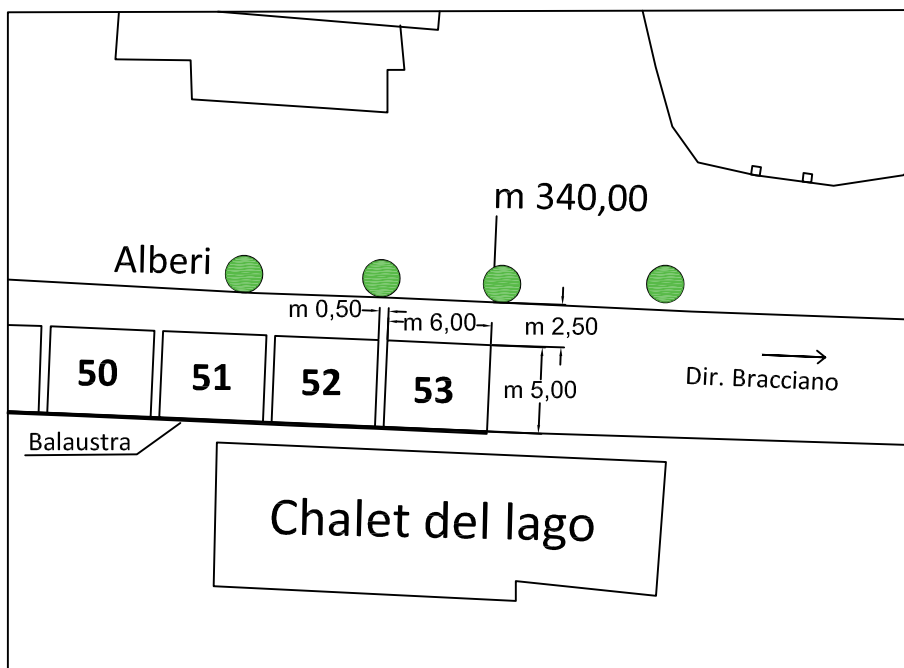 m 340,00
Alberi
m 0,50
m 6,00
m 2,50
50
51
52
53
m 5,00
Dir. Bracciano
Balaustra
Chalet del lago